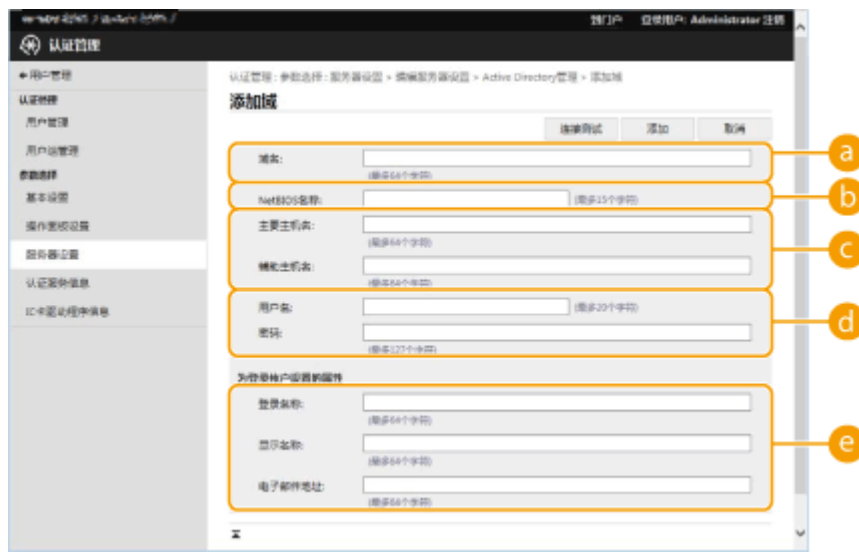 到门户 登录用户: Administrator 注销
认证管理
用户管理
认证管理 : 参数选择 : 服务器设置 > 编辑服务器设置 > Active Directory管理 > 添加域
认证管理
添加域
用户管理
连接测试 添加 取消
用户组管理
域名:
(最多64个字符)
a
参数选择
基本设置
NetBIOS名称:
(最多15个字符)
b
操作面板设置
主要主机名:
(最多64个字符)
c
服务器设置
辅助主机名:
(最多64个字符)
认证服务信息
IC卡驱动程序信息
用户名:
(最多20个字符)
d
密码:
(最多127个字符)
为登录帐户设置的属性
登录名称:
(最多64个字符)
显示名称:
(最多64个字符)
e
电子邮件地址:
(最多64个字符)